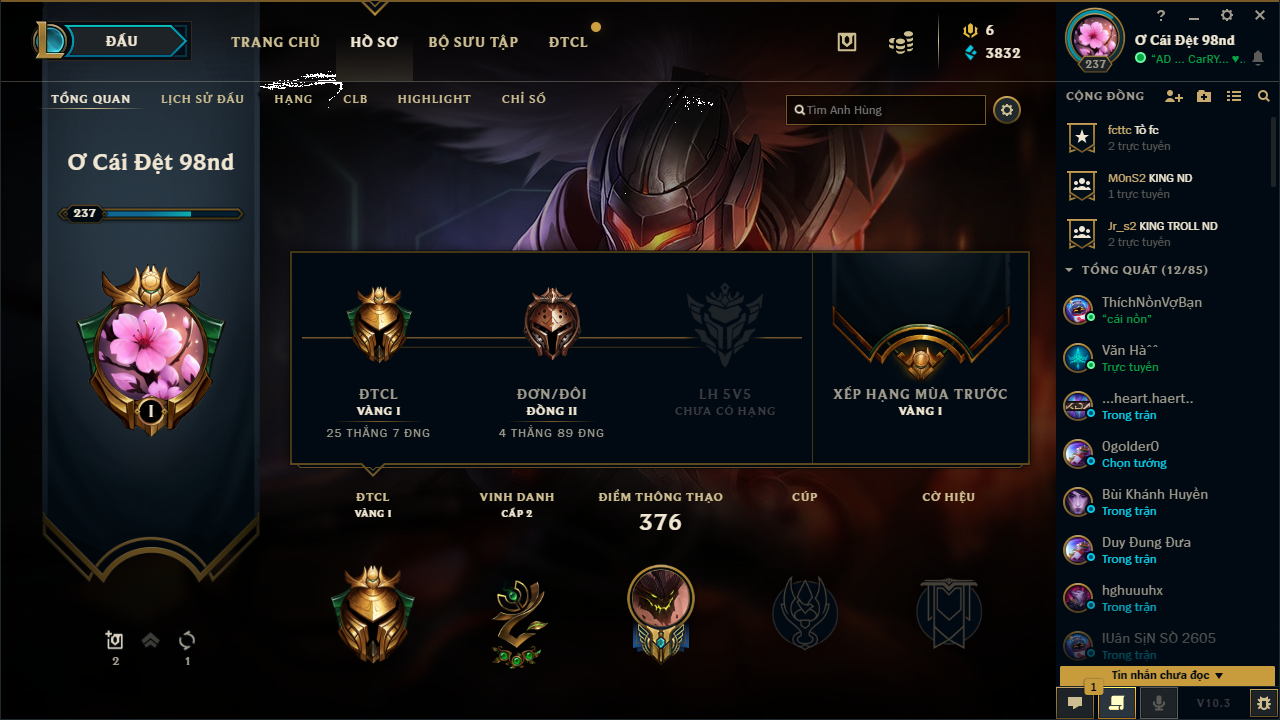 ĐẤU
TRANG CHỦ
HỒ SƠ
BỘ SƯU TẬP
ĐTCL
6
3832
?
Ơ Cái Đệt 98nd
237
"AD ... CarRY... ♥..
TỔNG QUAN
LỊCH SỬ ĐẤU
HẠNG
CLB
HIGHLIGHT
CHỈ SỐ
Tìm Anh Hùng
CỘNG ĐỒNG
Ơ Cái Đệt 98nd
237
I
ĐTCL
VÀNG I
25 THẮNG 7 ĐNG
ĐƠN/ĐÔI
ĐỒNG II
4 THẮNG 89 ĐNG
LH 5V5
CHƯA CÓ HẠNG
XẾP HẠNG MÙA TRƯỚC
VÀNG I
ĐTCL
VÀNG I
VINH DANH
CẤP 2
ĐIỂM THÔNG THẠO
376
CÚP
CỜ HIỆU
2
1
fcttc Tổ fc
2 trực tuyến
M0nS2 KING ND
1 trực tuyến
Jr_s2 KING TROLL ND
2 trực tuyến
TỔNG QUÁT (12/85)
ThíchNồnVợBạn
"cái nồn"
Văn Hàˆˆ
Trực tuyến
...heart.haert..
Trong trận
0golder0
Chọn tướng
Bùi Khánh Huyền
Trong trận
Duy Đung Đưa
Trong trận
hghuuuhx
Trong trận
IUân SịN SÒ 2605
Trong trận
Tin nhắn chưa đọc
1
V10.3